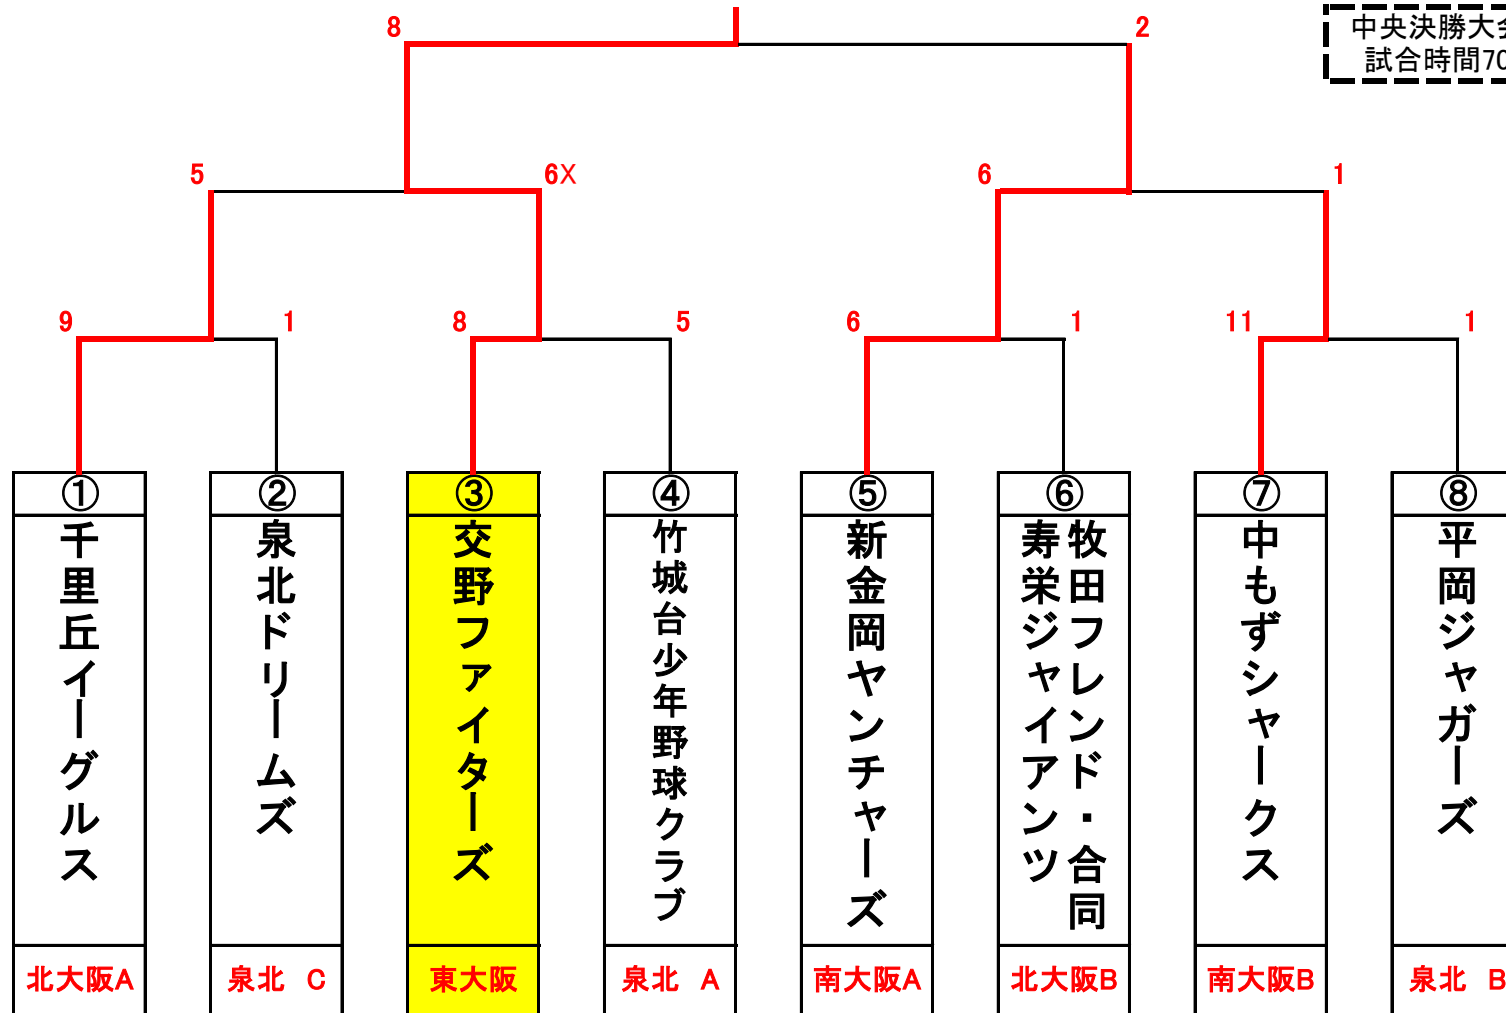 中央決勝大会
試合時間70
8
2
5
6X
6
1
9
1
8
5
6
1
11
1
①
②
③
④
⑤
⑥
⑦
⑧
千里丘イーグルス
泉北ドリームズ
交野ファイターズ
竹城台少年野球クラブ
新金岡ヤンチャーズ
牧田フレンド・合同
寿栄ジャイアンツ
中もずシャークス
平岡ジャガーズ
北大阪A
泉北 C
東大阪
泉北 A
南大阪A
北大阪B
南大阪B
泉北 B